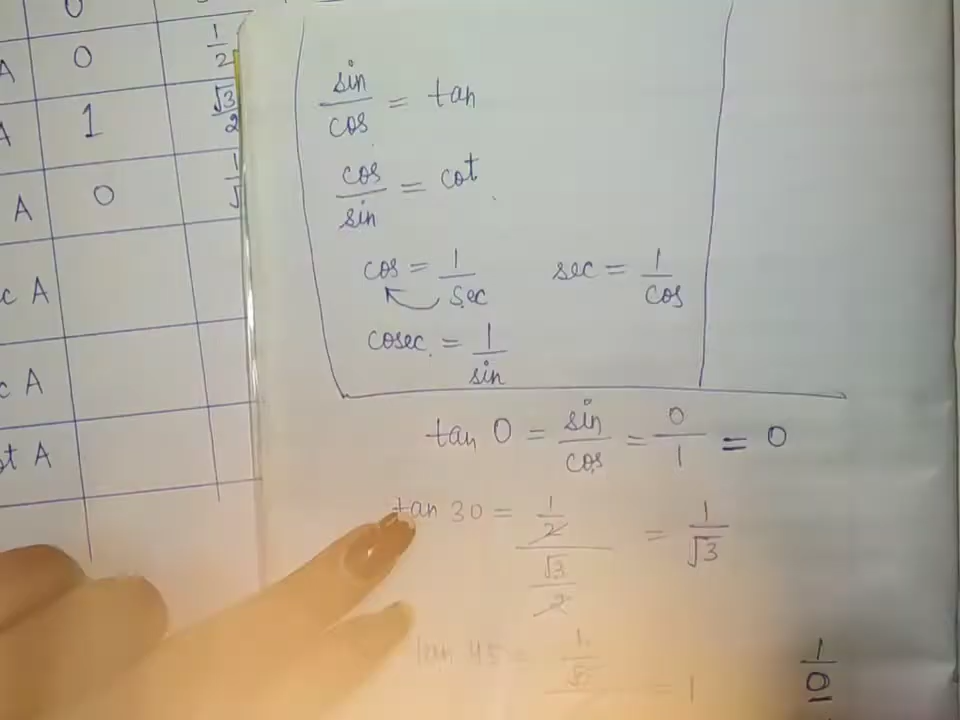 0
A 0 1/2
A 1 √3/2
A 0 1/√
c A
c A
ot A
sin/cos = tan
cos/sin = cot
cos = 1/sec sec = 1/cos
cosec = 1/sin
tan 0 = sin/cos = 0/1 = 0
tan 30 = 1/2 / √3/2 = 1/√3
tan 45 = = 1
1/0